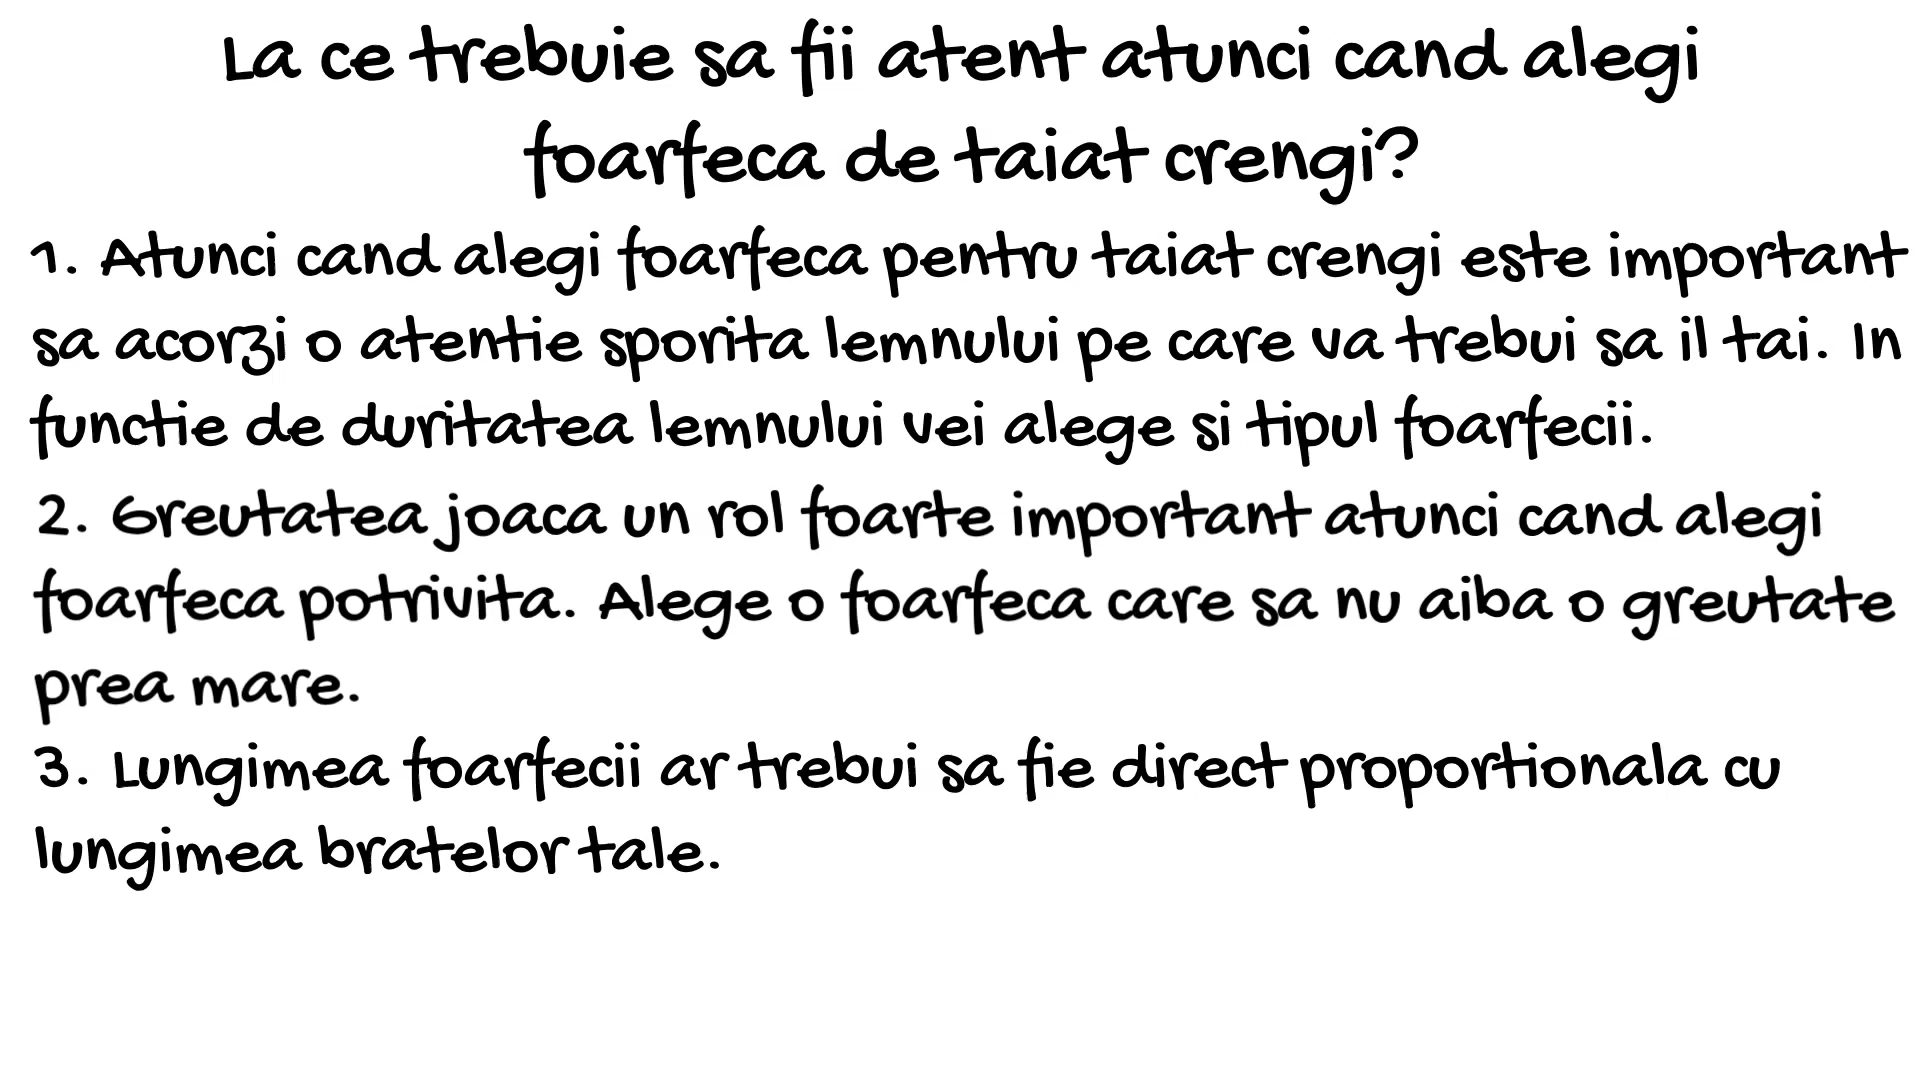 La ce trebuie sa fii atent atunci cand alegi
foarfeca de taiat crengi?
1. Atunci cand alegi foarfeca pentru taiat crengi este important
sa acorzi o atentie sporita lemnului pe care va trebui sa il tai. In
functie de duritatea lemnului vei alege si tipul foarfecii.
2. Greutatea joaca un rol foarte important atunci cand alegi
foarfeca potrivita. Alege o foarfeca care sa nu aiba o greutate
prea mare.
3. Lungimea foarfecii ar trebui sa fie direct proportionala cu
lungimea bratelor tale.